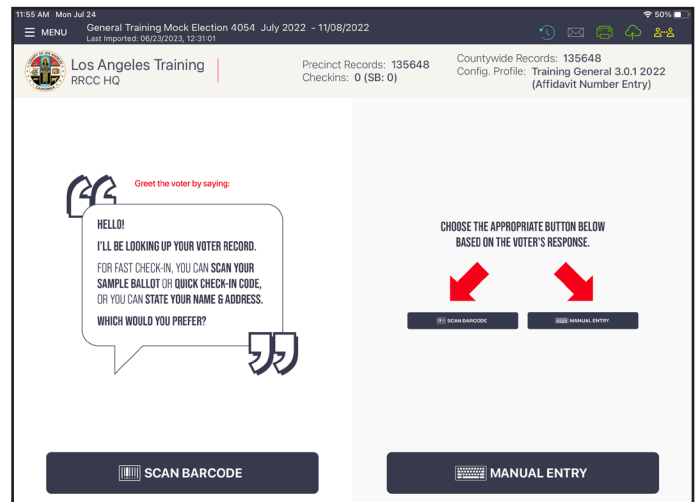 11:55 AM Mon Jul 24
50%
MENU
General Training Mock Election 4054 July 2022 - 11/08/2022
Last Imported: 06/23/2023, 12:31:01
Los Angeles Training
RRCC HQ
Precinct Records: 135648
Checkins: 0 (SB: 0)
Countywide Records: 135648
Config. Profile: Training General 3.0.1 2022
(Affidavit Number Entry)
Greet the voter by saying:
HELLO!
I'LL BE LOOKING UP YOUR VOTER RECORD.
FOR FAST CHECK-IN, YOU CAN SCAN YOUR
SAMPLE BALLOT OR QUICK CHECK-IN CODE,
OR YOU CAN STATE YOUR NAME & ADDRESS.
WHICH WOULD YOU PREFER?
CHOOSE THE APPROPRIATE BUTTON BELOW
BASED ON THE VOTER'S RESPONSE.
SCAN BARCODE
MANUAL ENTRY
SCAN BARCODE
MANUAL ENTRY